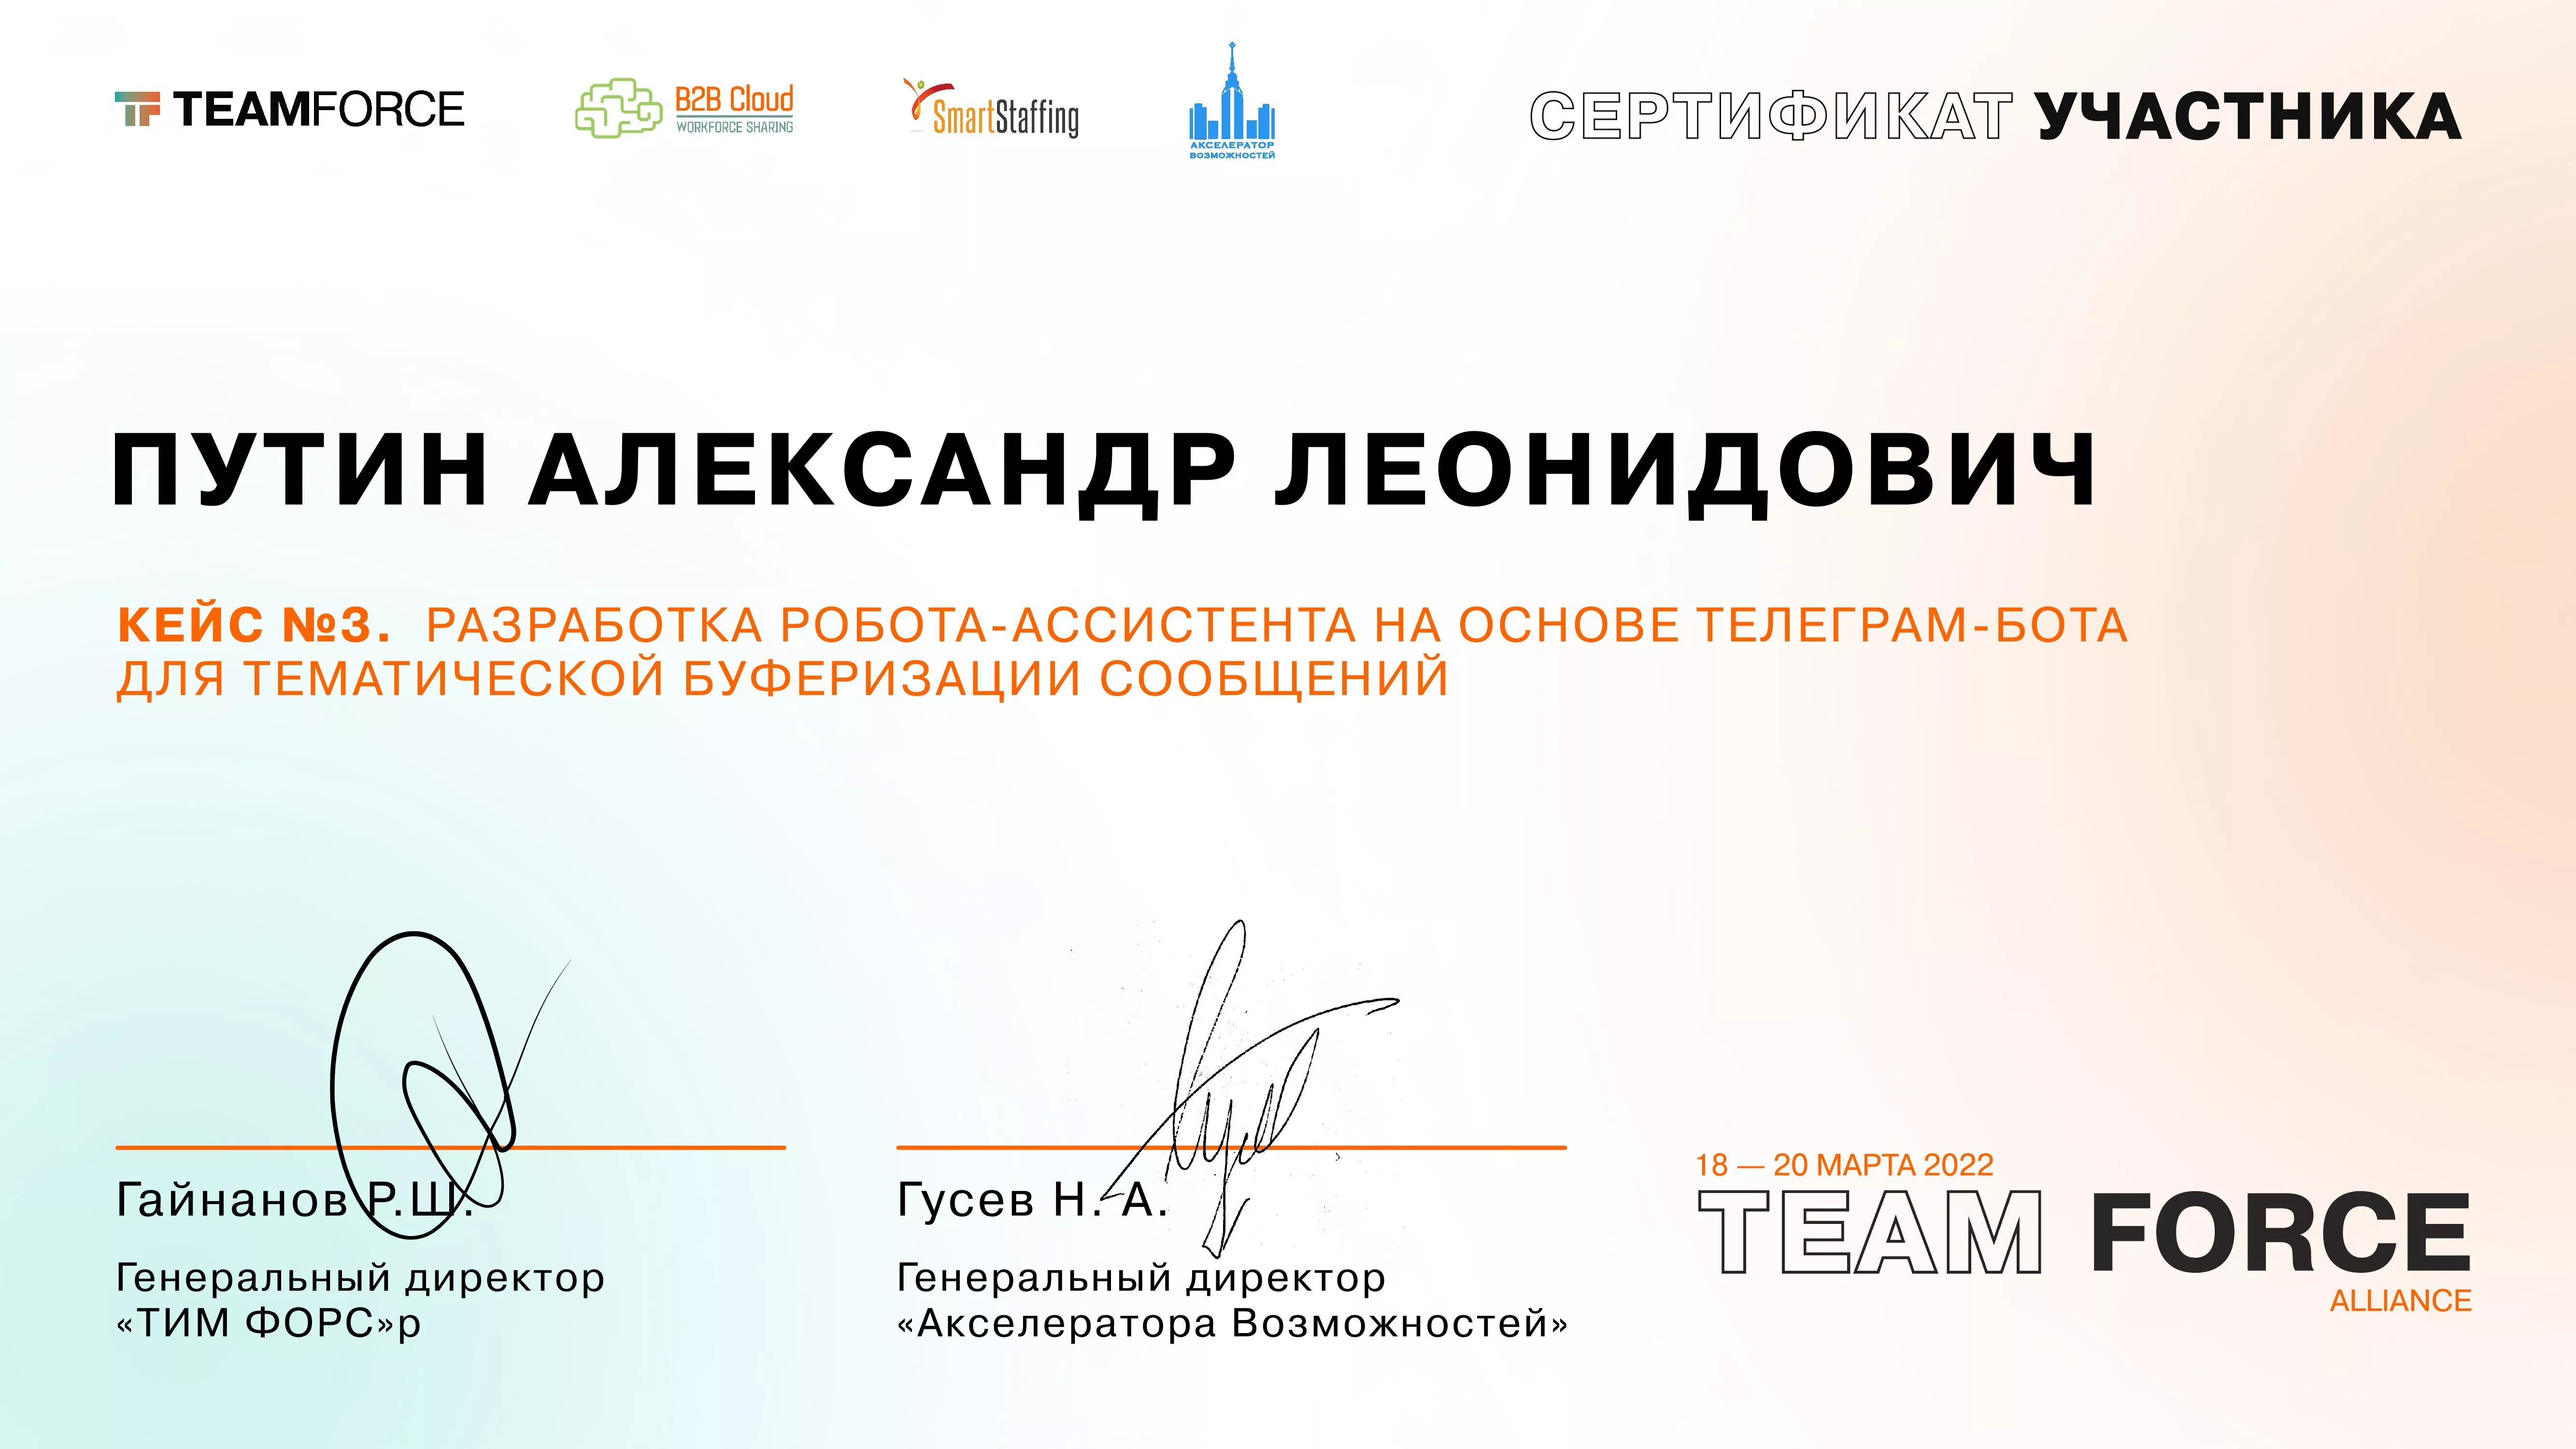 TEAMFORCE
B2B Cloud
WORKFORCE SHARING
SmartStaffing
АКСЕЛЕРАТОР
ВОЗМОЖНОСТЕЙ
СЕРТИФИКАТ УЧАСТНИКА
ПУТИН АЛЕКСАНДР ЛЕОНИДОВИЧ
КЕЙС №3. РАЗРАБОТКА РОБОТА-АССИСТЕНТА НА ОСНОВЕ ТЕЛЕГРАМ-БОТА
ДЛЯ ТЕМАТИЧЕСКОЙ БУФЕРИЗАЦИИ СООБЩЕНИЙ
Гайнанов Р.Ш.
Генеральный директор
«ТИМ ФОРС»р
Гусев Н. А.
Генеральный директор
«Акселератора Возможностей»
18 — 20 МАРТА 2022
TEAM FORCE
ALLIANCE